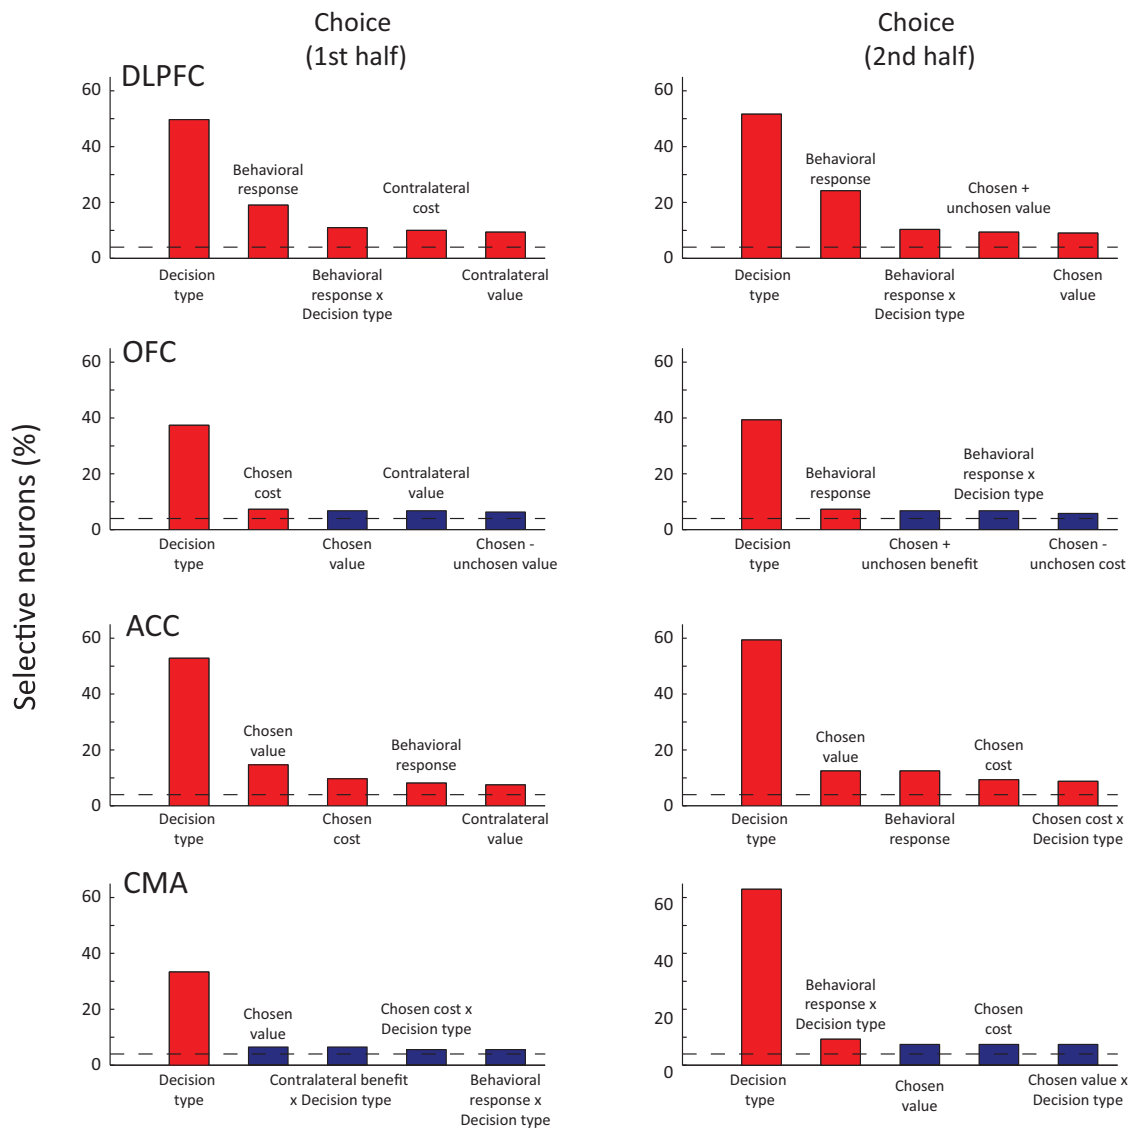 Choice
(1st half)
Choice
(2nd half)
Selective neurons (%)
DLPFC
60
40
20
0
Behavioral
response
Contralateral
cost
Decision
type
Behavioral
response x
Decision type
Contralateral
value
60
40
20
0
Behavioral
response
Chosen +
unchosen value
Decision
type
Behavioral
response x
Decision type
Chosen
value
OFC
60
40
20
0
Chosen
cost
Contralateral
value
Decision
type
Chosen
value
Chosen -
unchosen value
60
40
20
0
Behavioral
response
Behavioral
response x
Decision type
Decision
type
Chosen +
unchosen benefit
Chosen -
unchosen cost
ACC
60
40
20
0
Chosen
value
Behavioral
response
Decision
type
Chosen
cost
Contralateral
value
60
40
20
0
Chosen
value
Chosen
cost
Decision
type
Behavioral
response
Chosen cost x
Decision type
CMA
60
40
20
0
Chosen
value
Chosen cost x
Decision type
Decision
type
Contralateral benefit
x Decision type
Behavioral
response x
Decision type
60
40
20
0
Behavioral
response x
Decision type
Chosen
cost
Decision
type
Chosen
value
Chosen value x
Decision type